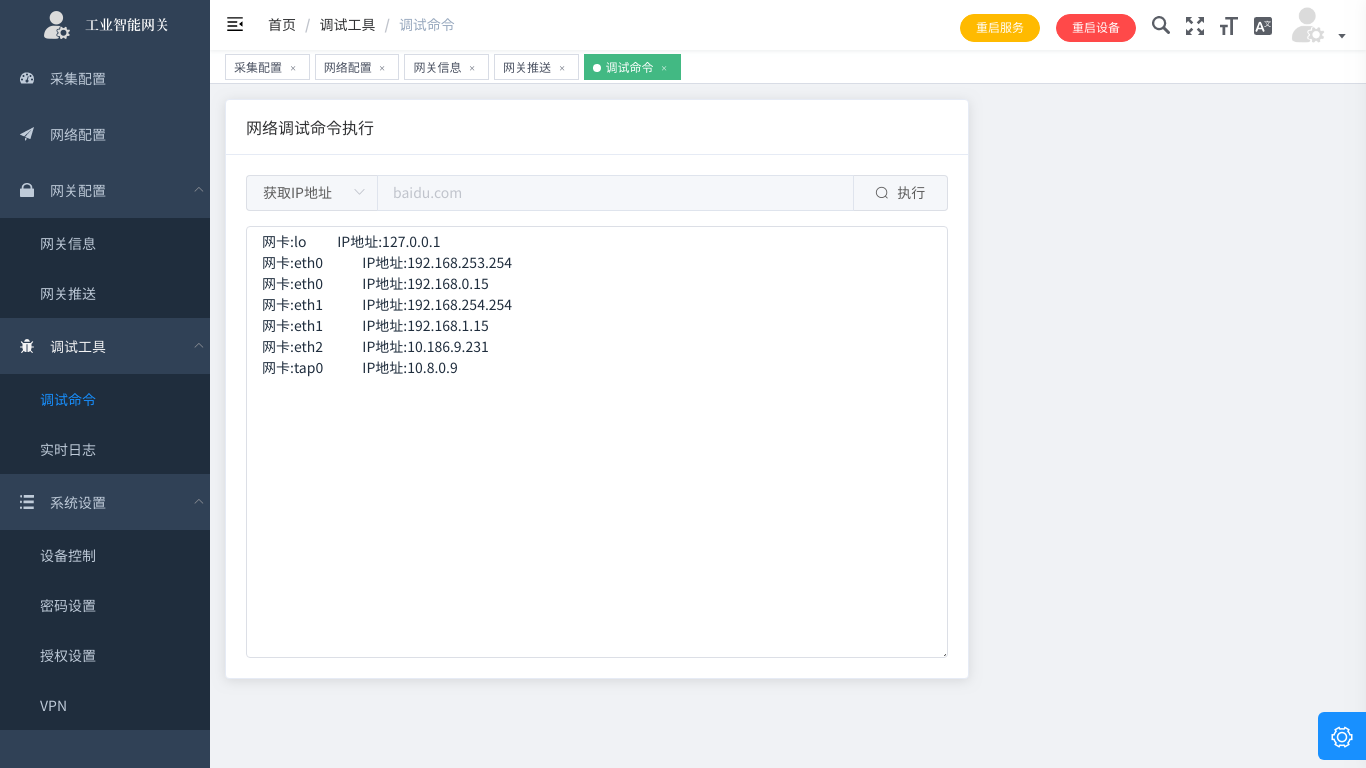 工业智能网关
采集配置
网络配置
网关配置
网关信息
网关推送
调试工具
调试命令
实时日志
系统设置
设备控制
密码设置
授权设置
VPN
首页 / 调试工具 / 调试命令
重启服务 重启设备
采集配置 × 网络配置 × 网关信息 × 网关推送 × 调试命令 ×
网络调试命令执行
获取IP地址 baidu.com 执行
网卡:lo IP地址:127.0.0.1
网卡:eth0 IP地址:192.168.253.254
网卡:eth0 IP地址:192.168.0.15
网卡:eth1 IP地址:192.168.254.254
网卡:eth1 IP地址:192.168.1.15
网卡:eth2 IP地址:10.186.9.231
网卡:tap0 IP地址:10.8.0.9